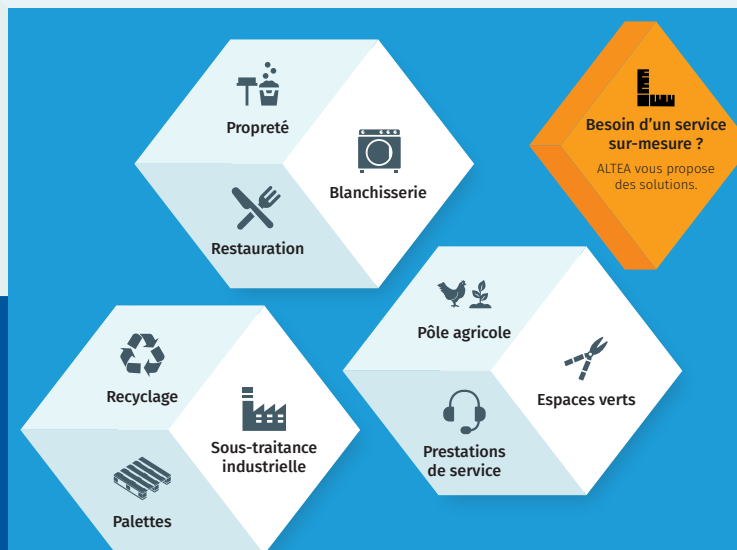 Propreté
Blanchisserie
Restauration
Besoin d’un service
sur-mesure ?
ALTEA vous propose
des solutions.
Pôle agricole
Espaces verts
Prestations
de service
Recyclage
Sous-traitance
industrielle
Palettes